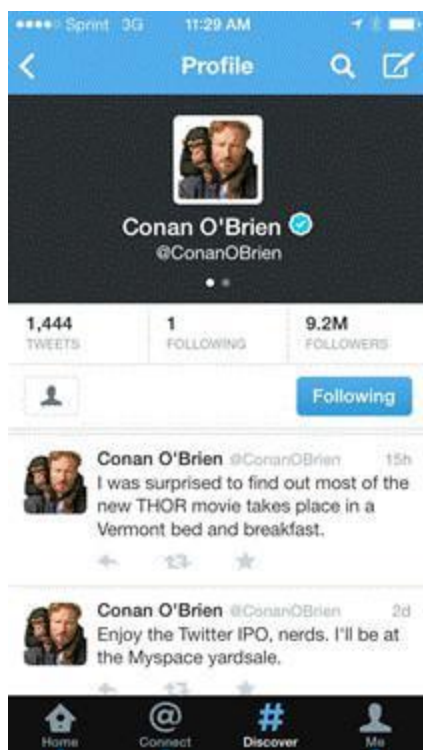 Sprint 3G 11:29 AM
Profile
Conan O'Brien
@ConanOBrien
1,444 1 9.2M
TWEETS FOLLOWING FOLLOWERS
Following
Conan O'Brien @ConanOBrien 15h
I was surprised to find out most of the
new THOR movie takes place in a
Vermont bed and breakfast.
Conan O'Brien @ConanOBrien 2d
Enjoy the Twitter IPO, nerds. I'll be at
the Myspace yardsale.
Home @ Connect # Discover Me